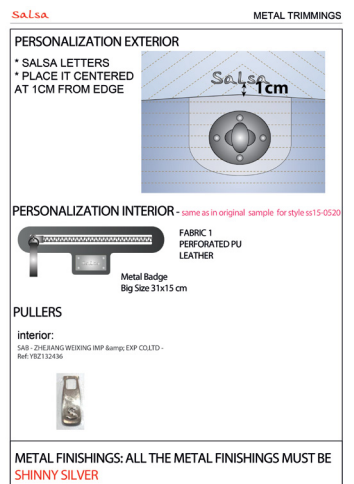 Salsa
METAL TRIMMINGS
PERSONALIZATION EXTERIOR
* SALSA LETTERS
* PLACE IT CENTERED
AT 1CM FROM EDGE
Salsa
1cm
PERSONALIZATION INTERIOR - same as in original sample for style ss15-0520
FABRIC 1
PERFORATED PU
LEATHER
Metal Badge
Big Size 31x15 cm
PULLERS
interior:
SAB - ZHEJIANG WEIXING IMP &amp; EXP CO.LTD -
Ref: YBZ132436
METAL FINISHINGS: ALL THE METAL FINISHINGS MUST BE
SHINNY SILVER